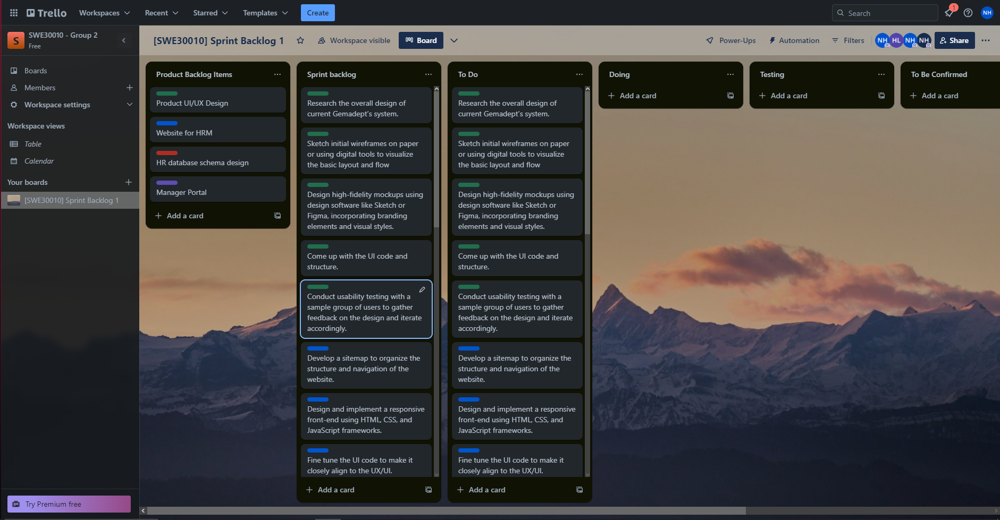 Trello
Workspaces
Recent
Starred
Templates
Create
Search
1
NH
S
SWE30010 - Group 2
Free
[SWE30010] Sprint Backlog 1
Workspace visible
Board
Power-Ups
Automation
Filters
NH
HL
NH
NH
Share
Boards
Members
Workspace settings
Workspace views
Table
Calendar
Your boards
[SWE30010] Sprint Backlog 1
Try Premium free
Product Backlog Items
Product UI/UX Design
Website for HRM
HR database schema design
Manager Portal
Add a card
Sprint backlog
Research the overall design of
current Gemadept's system.
Sketch initial wireframes on paper
or using digital tools to visualize
the basic layout and flow
Design high-fidelity mockups using
design software like Sketch or
Figma, incorporating branding
elements and visual styles.
Come up with the UI code and
structure.
Conduct usability testing with a
sample group of users to gather
feedback on the design and iterate
accordingly.
Develop a sitemap to organize the
structure and navigation of the
website.
Design and implement a responsive
front-end using HTML, CSS, and
JavaScript frameworks.
Fine tune the UI code to make it
closely align to the UX/UI.
Add a card
To Do
Research the overall design of
current Gemadept's system.
Sketch initial wireframes on paper
or using digital tools to visualize
the basic layout and flow
Design high-fidelity mockups using
design software like Sketch or
Figma, incorporating branding
elements and visual styles.
Come up with the UI code and
structure.
Conduct usability testing with a
sample group of users to gather
feedback on the design and iterate
accordingly.
Develop a sitemap to organize the
structure and navigation of the
website.
Design and implement a responsive
front-end using HTML, CSS, and
JavaScript frameworks.
Fine tune the UI code to make it
closely align to the UX/UI.
Add a card
Doing
Add a card
Testing
Add a card
To Be Confirmed
Add a card